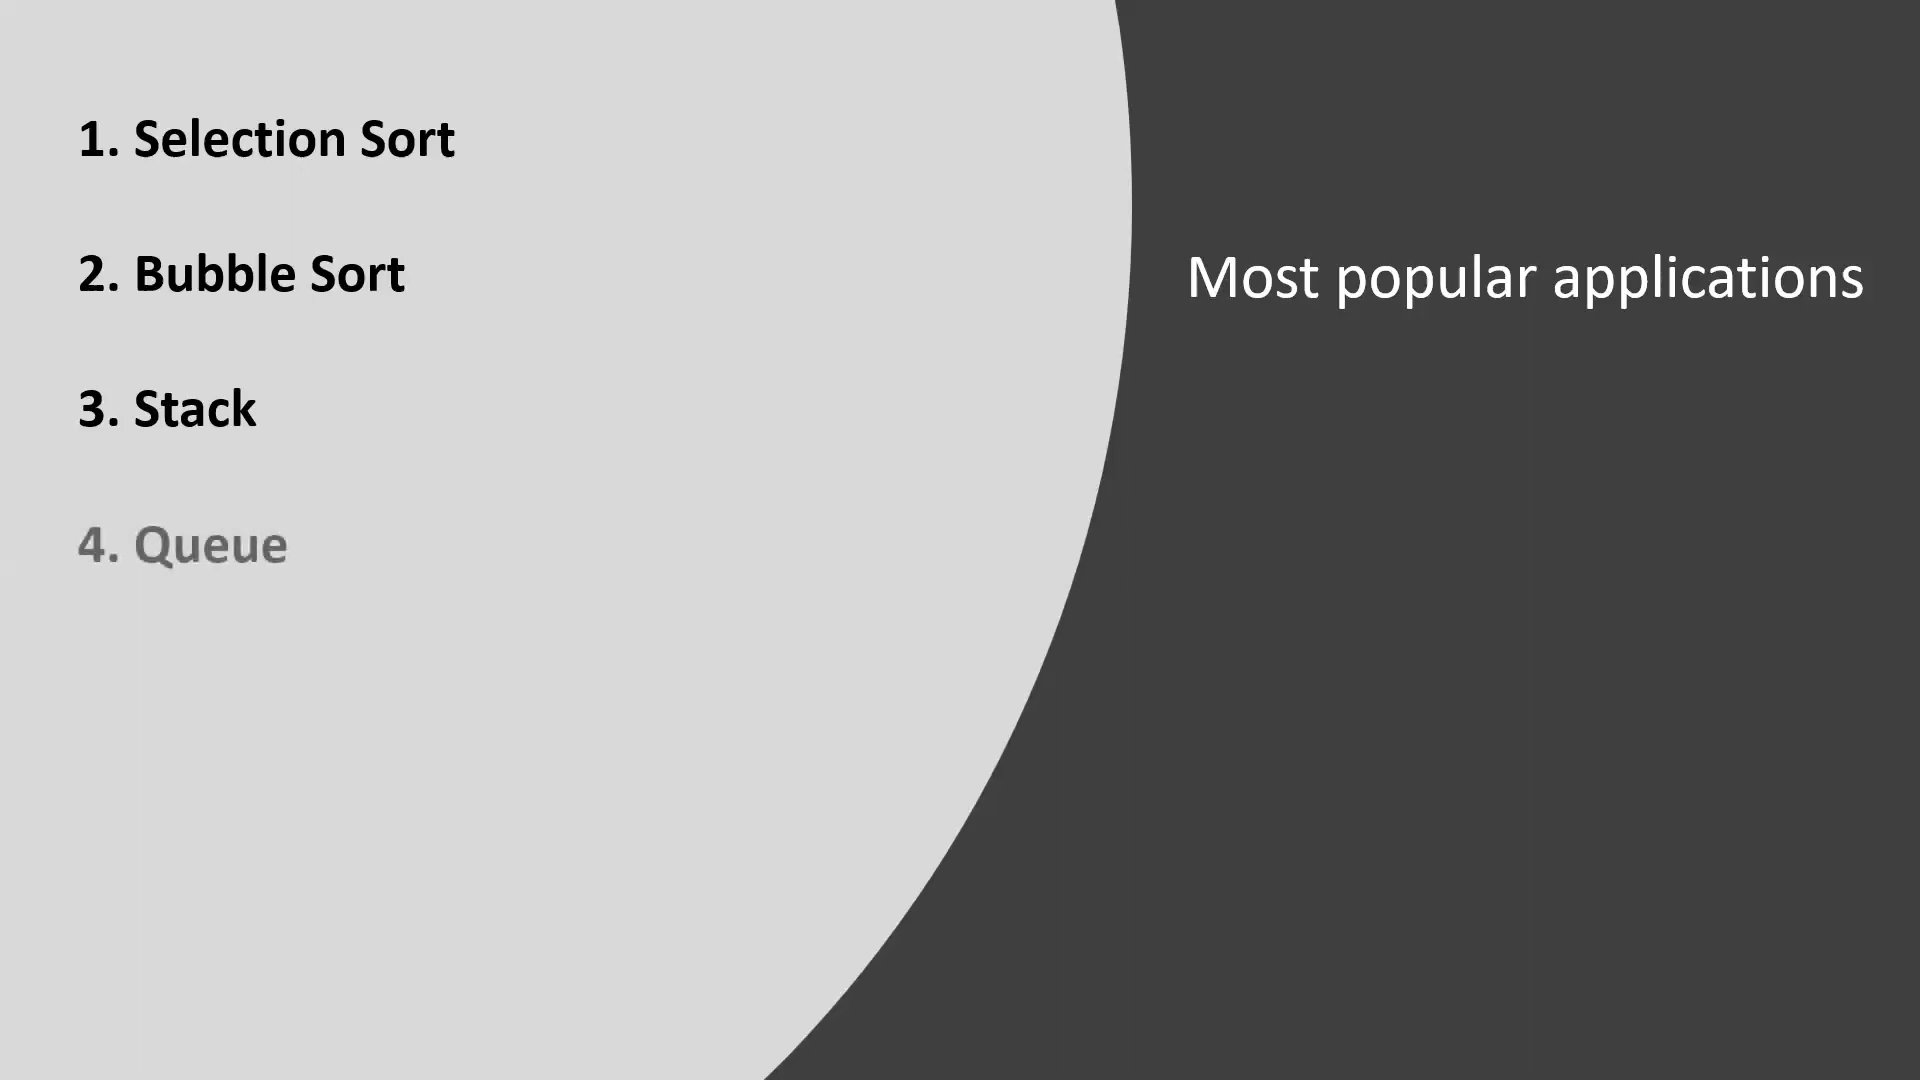 1. Selection Sort
2. Bubble Sort
3. Stack
4. Queue
Most popular applications